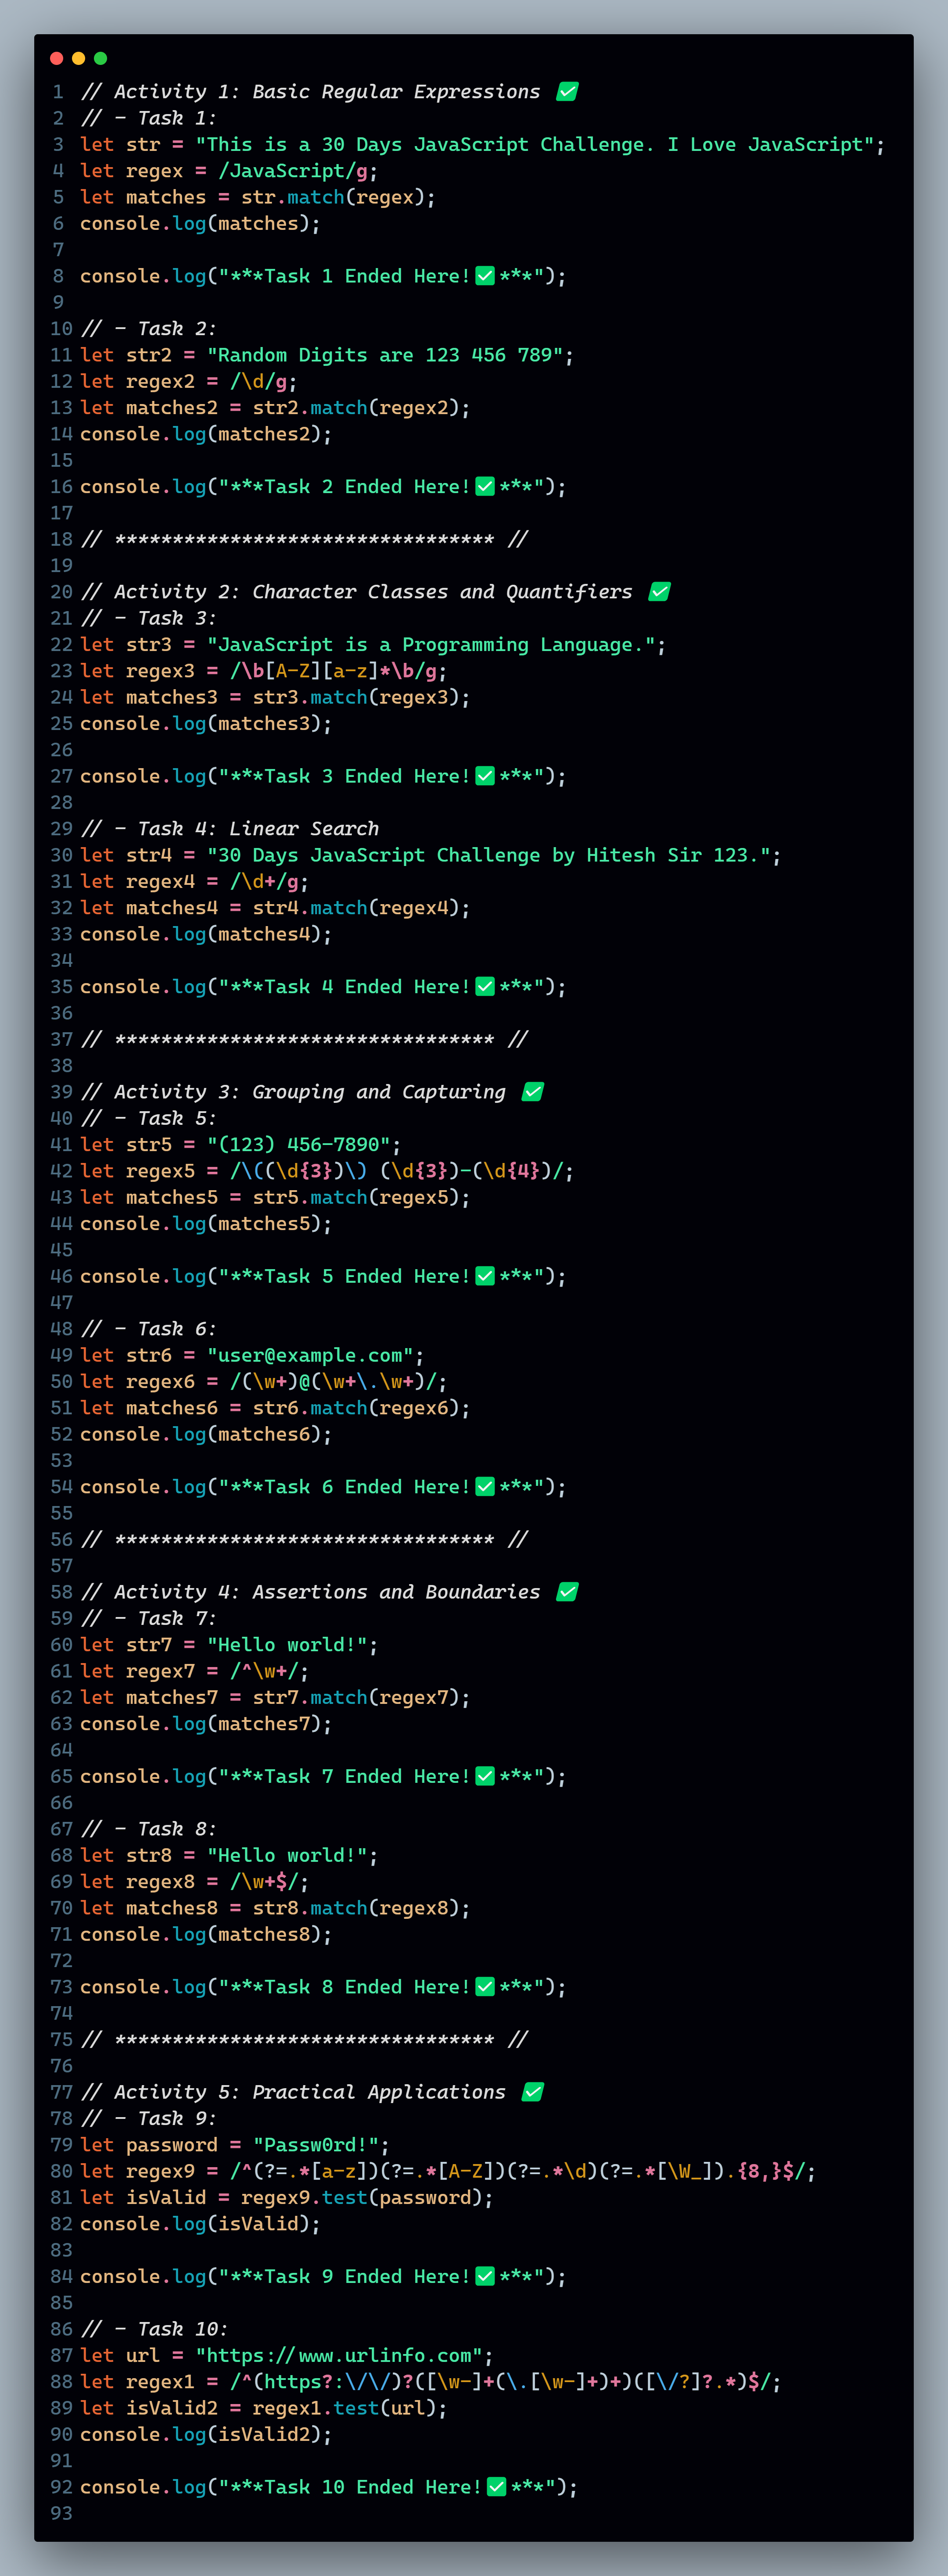 1 // Activity 1: Basic Regular Expressions ✅
2 // - Task 1:
3 let str = "This is a 30 Days JavaScript Challenge. I Love JavaScript";
4 let regex = /JavaScript/g;
5 let matches = str.match(regex);
6 console.log(matches);
7
8 console.log("***Task 1 Ended Here!✅***");
9
10 // - Task 2:
11 let str2 = "Random Digits are 123 456 789";
12 let regex2 = /\d/g;
13 let matches2 = str2.match(regex2);
14 console.log(matches2);
15
16 console.log("***Task 2 Ended Here!✅***");
17
18 // ********************************* //
19
20 // Activity 2: Character Classes and Quantifiers ✅
21 // - Task 3:
22 let str3 = "JavaScript is a Programming Language.";
23 let regex3 = /\b[A-Z][a-z]*\b/g;
24 let matches3 = str3.match(regex3);
25 console.log(matches3);
26
27 console.log("***Task 3 Ended Here!✅***");
28
29 // - Task 4: Linear Search
30 let str4 = "30 Days JavaScript Challenge by Hitesh Sir 123.";
31 let regex4 = /\d+/g;
32 let matches4 = str4.match(regex4);
33 console.log(matches4);
34
35 console.log("***Task 4 Ended Here!✅***");
36
37 // ********************************* //
38
39 // Activity 3: Grouping and Capturing ✅
40 // - Task 5:
41 let str5 = "(123) 456-7890";
42 let regex5 = /\((\d{3})\) (\d{3})-(\d{4})/;
43 let matches5 = str5.match(regex5);
44 console.log(matches5);
45
46 console.log("***Task 5 Ended Here!✅***");
47
48 // - Task 6:
49 let str6 = "user@example.com";
50 let regex6 = /(\w+)@(\w+\.\w+)/;
51 let matches6 = str6.match(regex6);
52 console.log(matches6);
53
54 console.log("***Task 6 Ended Here!✅***");
55
56 // ********************************* //
57
58 // Activity 4: Assertions and Boundaries ✅
59 // - Task 7:
60 let str7 = "Hello world!";
61 let regex7 = /^\w+/;
62 let matches7 = str7.match(regex7);
63 console.log(matches7);
64
65 console.log("***Task 7 Ended Here!✅***");
66
67 // - Task 8:
68 let str8 = "Hello world!";
69 let regex8 = /\w+$/;
70 let matches8 = str8.match(regex8);
71 console.log(matches8);
72
73 console.log("***Task 8 Ended Here!✅***");
74
75 // ********************************* //
76
77 // Activity 5: Practical Applications ✅
78 // - Task 9:
79 let password = "Passw0rd!";
80 let regex9 = /^(?=.*[a-z])(?=.*[A-Z])(?=.*\d)(?=.*[\W_]).{8,}$/;
81 let isValid = regex9.test(password);
82 console.log(isValid);
83
84 console.log("***Task 9 Ended Here!✅***");
85
86 // - Task 10:
87 let url = "https://www.urlinfo.com";
88 let regex1 = /^(https?:\/\/)?([\w-]+(\.[\w-]+)+)([\/?]?.*)$/;
89 let isValid2 = regex1.test(url);
90 console.log(isValid2);
91
92 console.log("***Task 10 Ended Here!✅***");
93